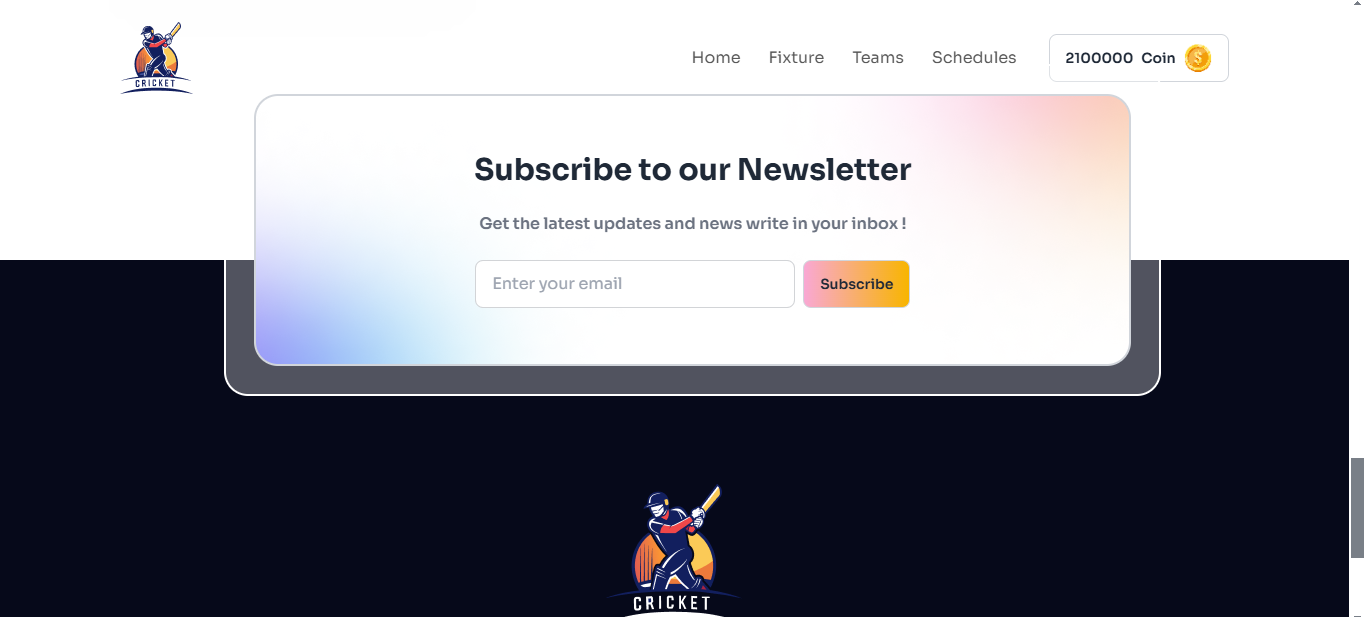 CRICKET
Home Fixture Teams Schedules 2100000 Coin
Subscribe to our Newsletter
Get the latest updates and news write in your inbox !
Enter your email Subscribe
CRICKET